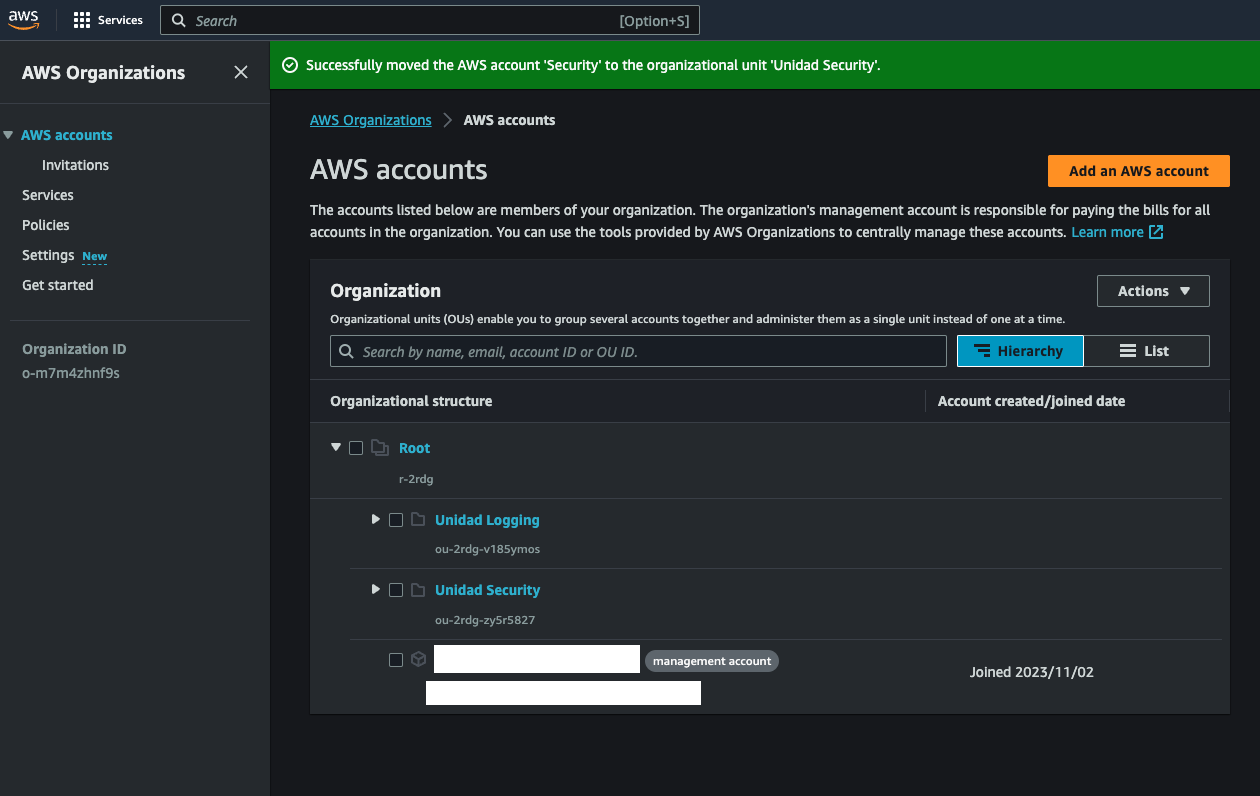 aws
Services
Search
[Option+S]
AWS Organizations
Successfully moved the AWS account 'Security' to the organizational unit 'Unidad Security'.
AWS accounts
Invitations
Services
Policies
Settings New
Get started
Organization ID
o-m7m4zhnf9s
AWS Organizations > AWS accounts
AWS accounts
Add an AWS account
The accounts listed below are members of your organization. The organization's management account is responsible for paying the bills for all
accounts in the organization. You can use the tools provided by AWS Organizations to centrally manage these accounts. Learn more
Organization
Actions
Organizational units (OUs) enable you to group several accounts together and administer them as a single unit instead of one at a time.
Search by name, email, account ID or OU ID.
Hierarchy
List
Organizational structure
Account created/joined date
Root
r-2rdg
Unidad Logging
ou-2rdg-v185ymos
Unidad Security
ou-2rdg-zy5r5827
management account
Joined 2023/11/02